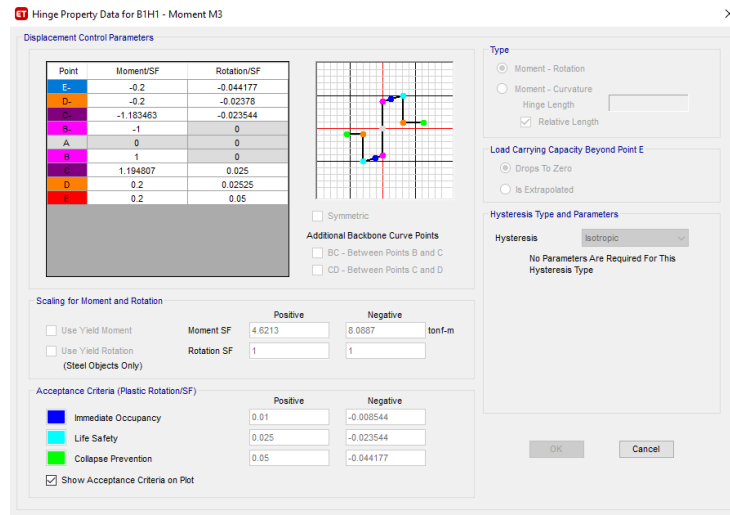 ET Hinge Property Data for B1H1 - Moment M3
Displacement Control Parameters
Point Moment/SF Rotation/SF
E- -0.2 -0.044177
D- -0.2 -0.02378
C- -1.183463 -0.023544
B- -1 0
A 0 0
B 1 0
C 1.194807 0.025
D 0.2 0.02525
E 0.2 0.05
Symmetric
Additional Backbone Curve Points
BC - Between Points B and C
CD - Between Points C and D
Scaling for Moment and Rotation
Positive Negative
Use Yield Moment Moment SF 4.6213 8.0887 tonf-m
Use Yield Rotation Rotation SF 1 1
(Steel Objects Only)
Acceptance Criteria (Plastic Rotation/SF)
Positive Negative
Immediate Occupancy 0.01 -0.008544
Life Safety 0.025 -0.023544
Collapse Prevention 0.05 -0.044177
Show Acceptance Criteria on Plot
Type
Moment - Rotation
Moment - Curvature
Hinge Length
Relative Length
Load Carrying Capacity Beyond Point E
Drops To Zero
Is Extrapolated
Hysteresis Type and Parameters
Hysteresis Isotropic
No Parameters Are Required For This
Hysteresis Type
OK Cancel